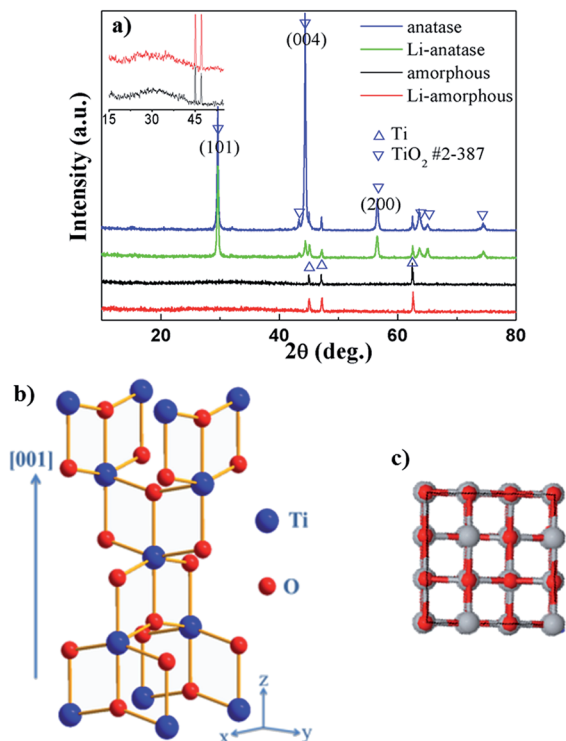 a)
(004)
anatase
Li-anatase
amorphous
Li-amorphous
15 30 45
(101)
Ti
TiO2 #2-387
(200)
Intensity (a.u.)
20 40 60 80
2θ (deg.)
b)
[001]
Ti
O
z
x y
c)